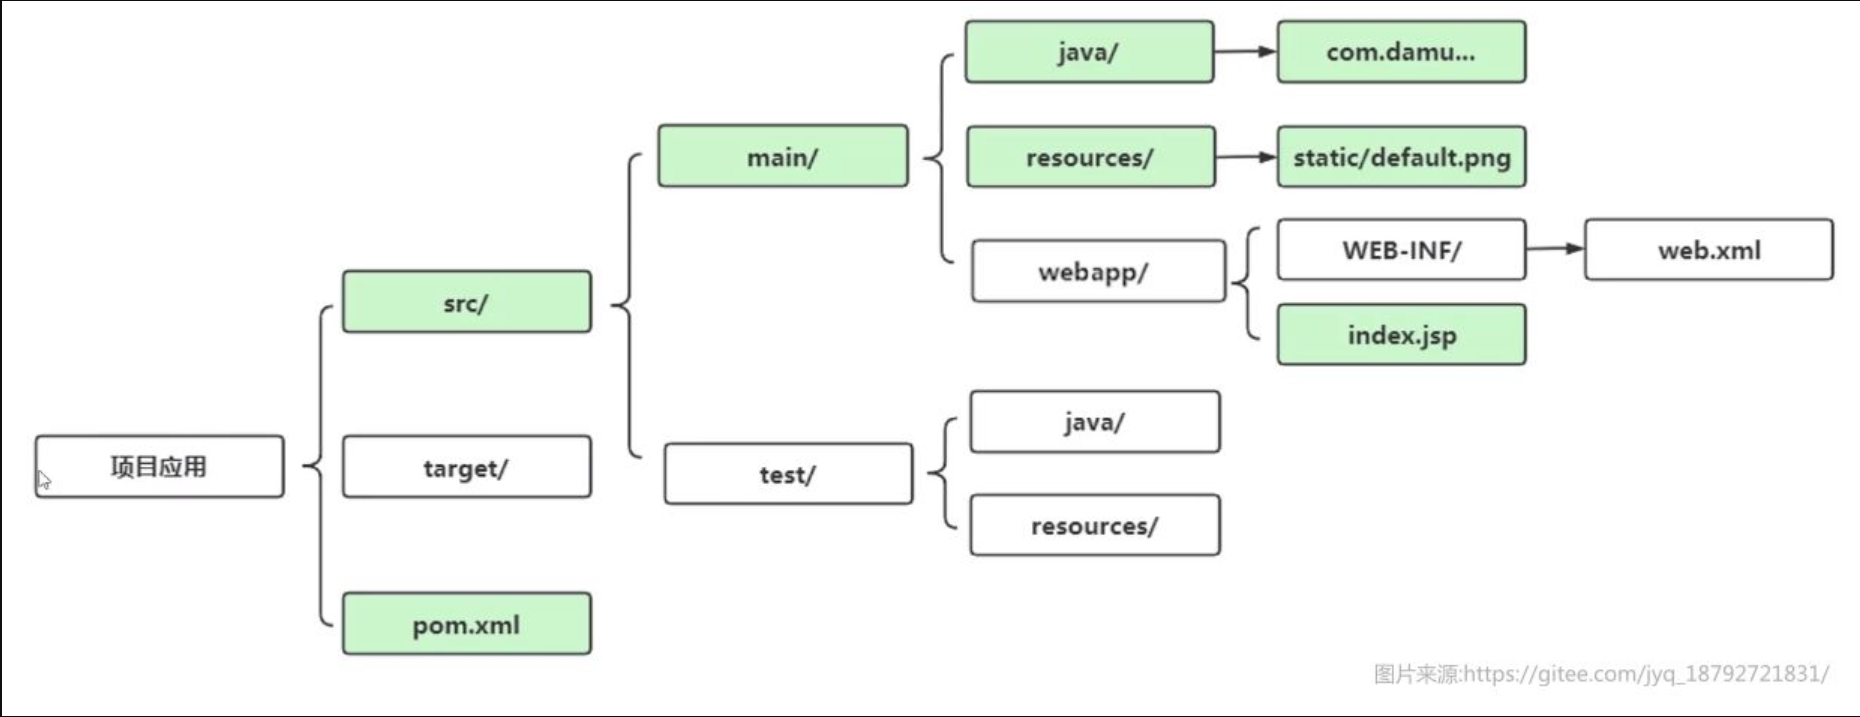 项目应用
src/
target/
pom.xml
main/
test/
java/
resources/
webapp/
java/
resources/
com.damu...
static/default.png
WEB-INF/
index.jsp
web.xml
图片来源:https://gitee.com/jyq_18792721831/